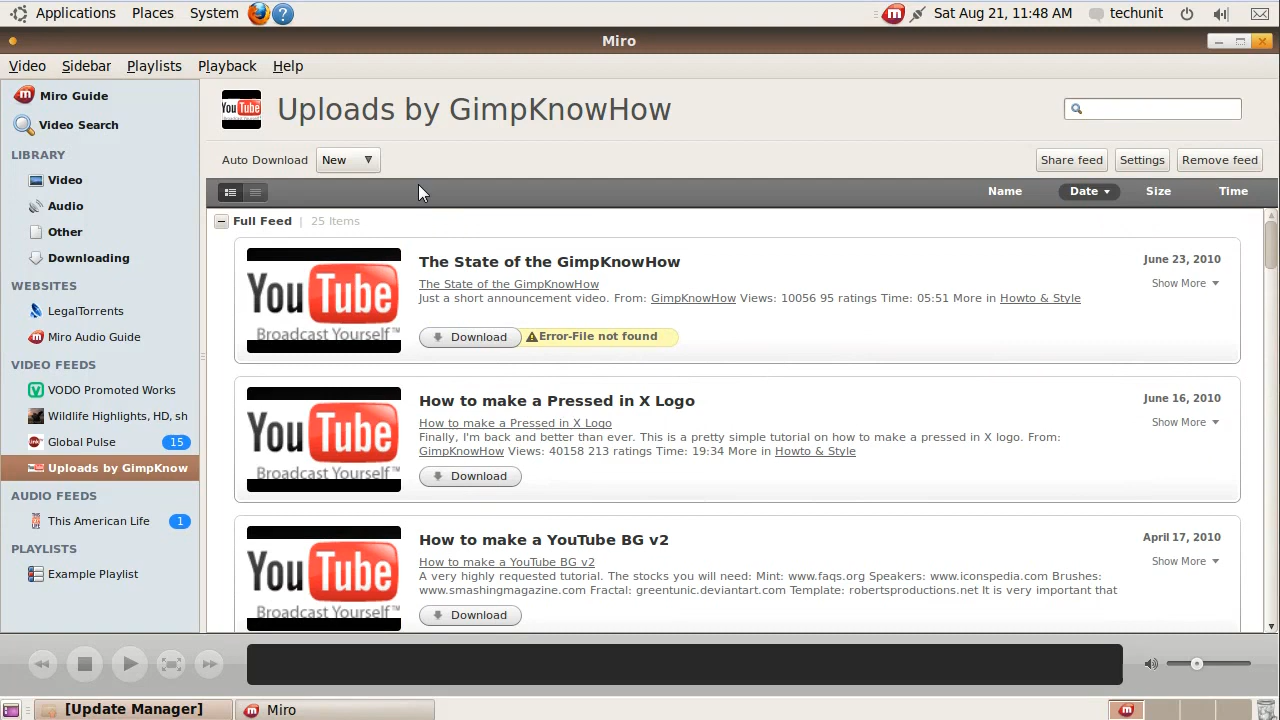 Applications Places System Sat Aug 21, 11:48 AM techunit
Miro
Video Sidebar Playlists Playback Help
Miro Guide
Video Search
LIBRARY
Video
Audio
Other
Downloading
WEBSITES
LegalTorrents
Miro Audio Guide
VIDEO FEEDS
VODO Promoted Works
Wildlife Highlights, HD, sh
Global Pulse 15
Uploads by GimpKnow
AUDIO FEEDS
This American Life 1
PLAYLISTS
Example Playlist
YouTube Uploads by GimpKnowHow
Auto Download New Share feed Settings Remove feed
Name Date Size Time
Full Feed | 25 Items
YouTube
Broadcast Yourself™
The State of the GimpKnowHow June 23, 2010
The State of the GimpKnowHow Show More
Just a short announcement video. From: GimpKnowHow Views: 10056 95 ratings Time: 05:51 More in Howto & Style
Download Error-File not found
YouTube
Broadcast Yourself™
How to make a Pressed in X Logo June 16, 2010
How to make a Pressed in X Logo Show More
Finally, I'm back and better than ever. This is a pretty simple tutorial on how to make a pressed in X logo. From:
GimpKnowHow Views: 40158 213 ratings Time: 19:34 More in Howto & Style
Download
YouTube
Broadcast Yourself™
How to make a YouTube BG v2 April 17, 2010
How to make a YouTube BG v2 Show More
A very highly requested tutorial. The stocks you will need: Mint: www.faqs.org Speakers: www.iconspedia.com Brushes:
www.smashingmagazine.com Fractal: greentunic.deviantart.com Template: robertsproductions.net It is very important that
Download
[Update Manager] Miro